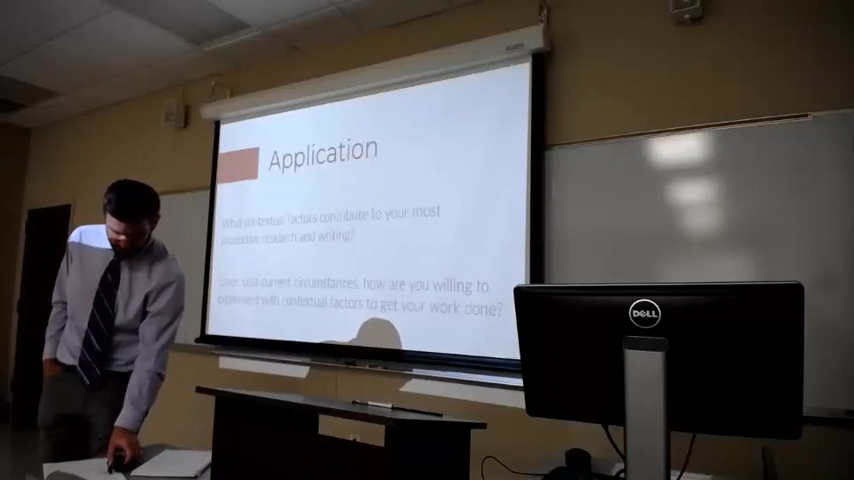 Application
What contextual factors contribute to your most
productive research and writing?
Given your current circumstances, how are you willing to
experiment with contextual factors to get your work done?
DELL